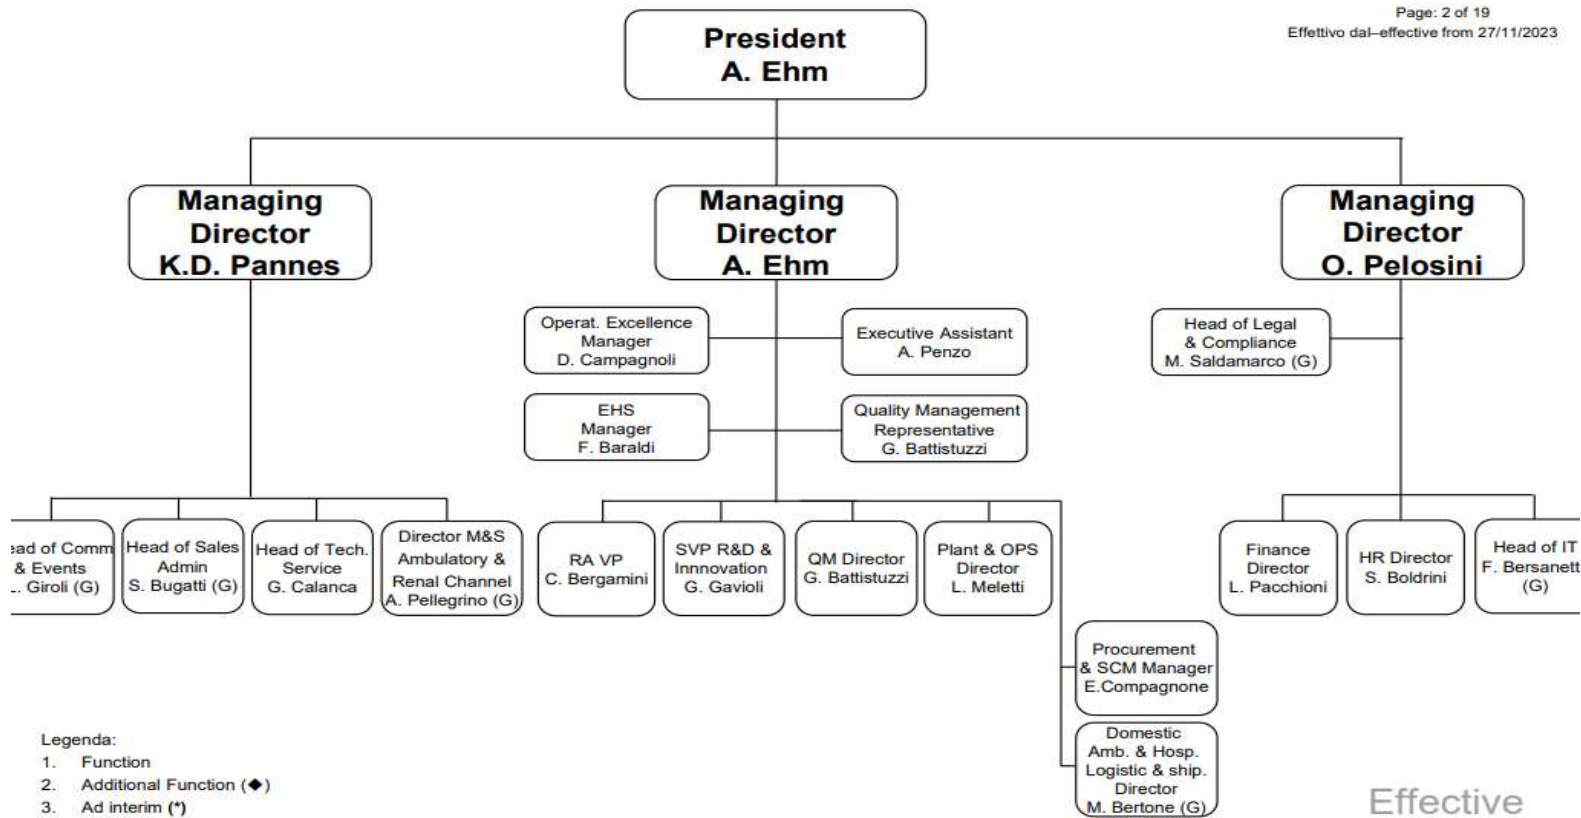 Page: 2 of 19
Effettivo dal–effective from 27/11/2023
President
A. Ehm
Managing
Director
K.D. Pannes
Managing
Director
A. Ehm
Managing
Director
O. Pelosini
Operat. Excellence
Manager
D. Campagnoli
Executive Assistant
A. Penzo
Head of Legal
& Compliance
M. Saldamarco (G)
EHS
Manager
F. Baraldi
Quality Management
Representative
G. Battistuzzi
ead of Comm
& Events
. Giroli (G)
Head of Sales
Admin
S. Bugatti (G)
Head of Tech.
Service
G. Calanca
Director M&S
Ambulatory &
Renal Channel
A. Pellegrino (G)
RA VP
C. Bergamini
SVP R&D &
Innnovation
G. Gavioli
QM Director
G. Battistuzzi
Plant & OPS
Director
L. Meletti
Finance
Director
L. Pacchioni
HR Director
S. Boldrini
Head of IT
F. Bersanett
(G)
Procurement
& SCM Manager
E.Compagnone
Domestic
Amb. & Hosp.
Logistic & ship.
Director
M. Bertone (G)
Legenda:
1. Function
2. Additional Function (◆)
3. Ad interim (*)
Effective